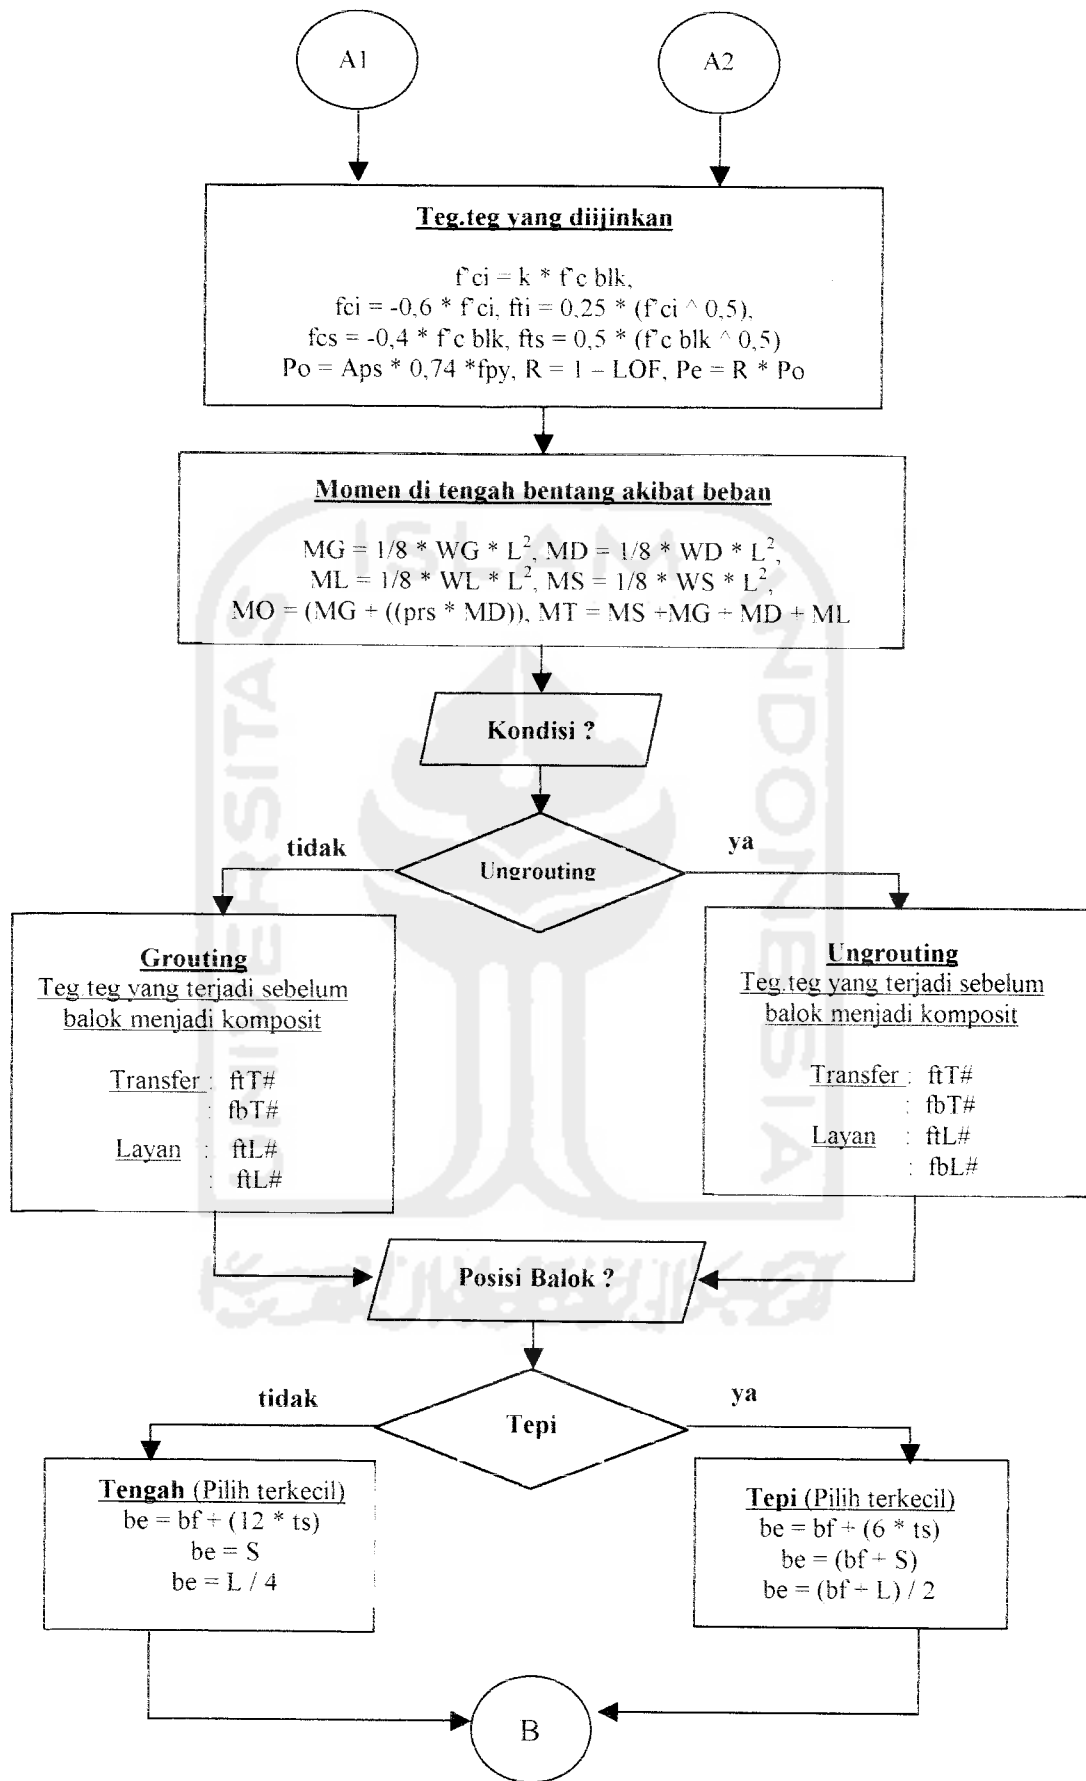 A1
A2
Teg.teg yang diijinkan
f'ci = k * f'c blk,
fci = -0,6 * f'ci, fti = 0,25 * (f'ci ^ 0,5),
fcs = -0,4 * f'c blk, fts = 0,5 * (f'c blk ^ 0,5)
Po = Aps * 0,74 *fpy, R = 1 – LOF, Pe = R * Po
Momen di tengah bentang akibat beban
MG = 1/8 * WG * L², MD = 1/8 * WD * L²,
ML = 1/8 * WL * L², MS = 1/8 * WS * L²,
MO = (MG + ((prs * MD)), MT = MS +MG + MD + ML
Kondisi ?
tidak
ya
Ungrouting
Grouting
Teg.teg yang terjadi sebelum
balok menjadi komposit
Transfer : ftT#
: fbT#
Layan : ftL#
: ftL#
Ungrouting
Teg.teg yang terjadi sebelum
balok menjadi komposit
Transfer : ftT#
: fbT#
Layan : ftL#
: fbL#
Posisi Balok ?
tidak
ya
Tepi
Tengah (Pilih terkecil)
be = bf + (12 * ts)
be = S
be = L / 4
Tepi (Pilih terkecil)
be = bf + (6 * ts)
be = (bf + S)
be = (bf + L) / 2
B
UNIVERSITAS
ISLAM
INDONESIA